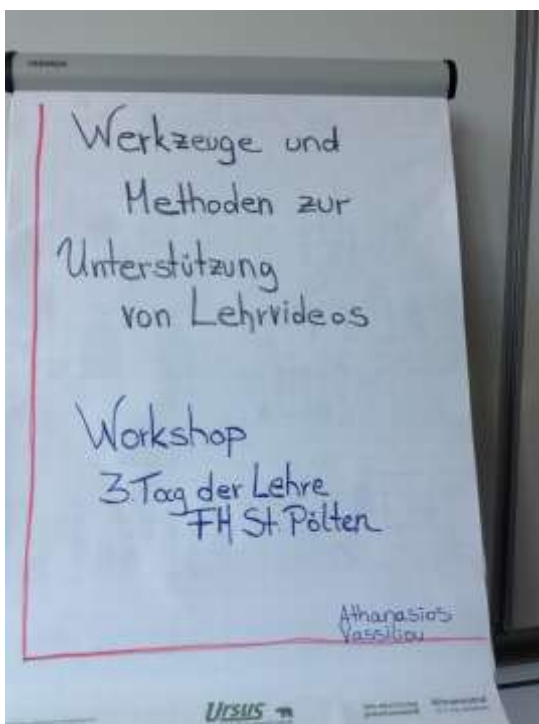 Werkzeuge und
Methoden zur
Unterstützung
von Lehrvideos
Workshop
3. Tag der Lehre
FH St. Pölten
Athanasios
Vassiliou
Ursus